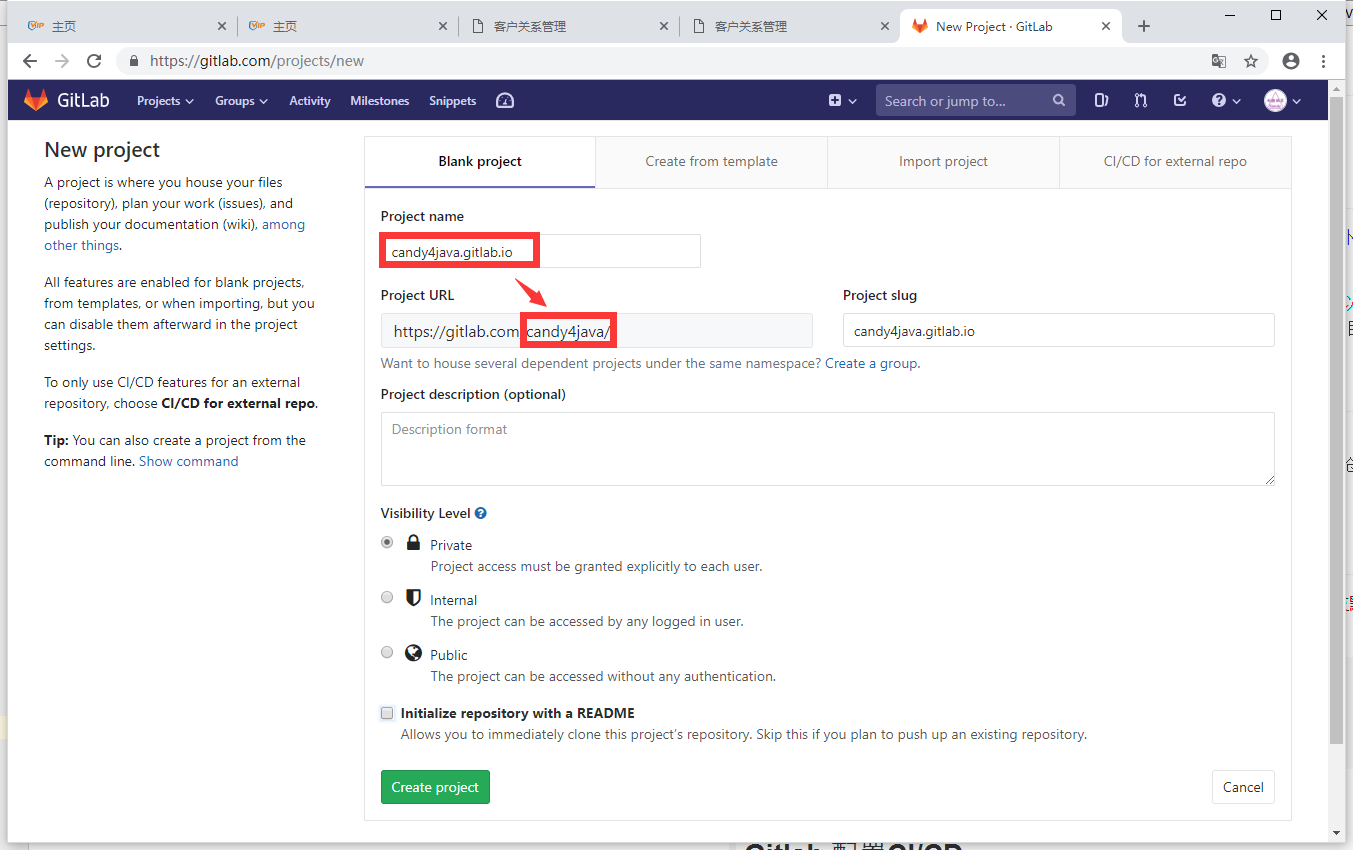 主页
主页
客户关系管理
客户关系管理
New Project · GitLab
https://gitlab.com/projects/new
GitLab
Projects
Groups
Activity
Milestones
Snippets
Search or jump to...
New project
A project is where you house your files
(repository), plan your work (issues), and
publish your documentation (wiki), among
other things.
All features are enabled for blank projects,
from templates, or when importing, but you
can disable them afterward in the project
settings.
To only use CI/CD features for an external
repository, choose CI/CD for external repo.
Tip: You can also create a project from the
command line. Show command
Blank project
Create from template
Import project
CI/CD for external repo
Project name
candy4java.gitlab.io
Project URL
https://gitlab.com candy4java/
Project slug
candy4java.gitlab.io
Want to house several dependent projects under the same namespace? Create a group.
Project description (optional)
Description format
Visibility Level
Private
Project access must be granted explicitly to each user.
Internal
The project can be accessed by any logged in user.
Public
The project can be accessed without any authentication.
Initialize repository with a README
Allows you to immediately clone this project's repository. Skip this if you plan to push up an existing repository.
Create project
Cancel
Gitlab 配置CI/CD